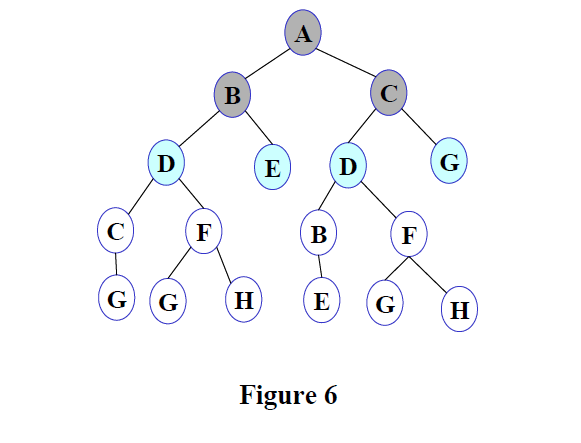 A
B C
D E D G
C F B F
G G H E G H
Figure 6